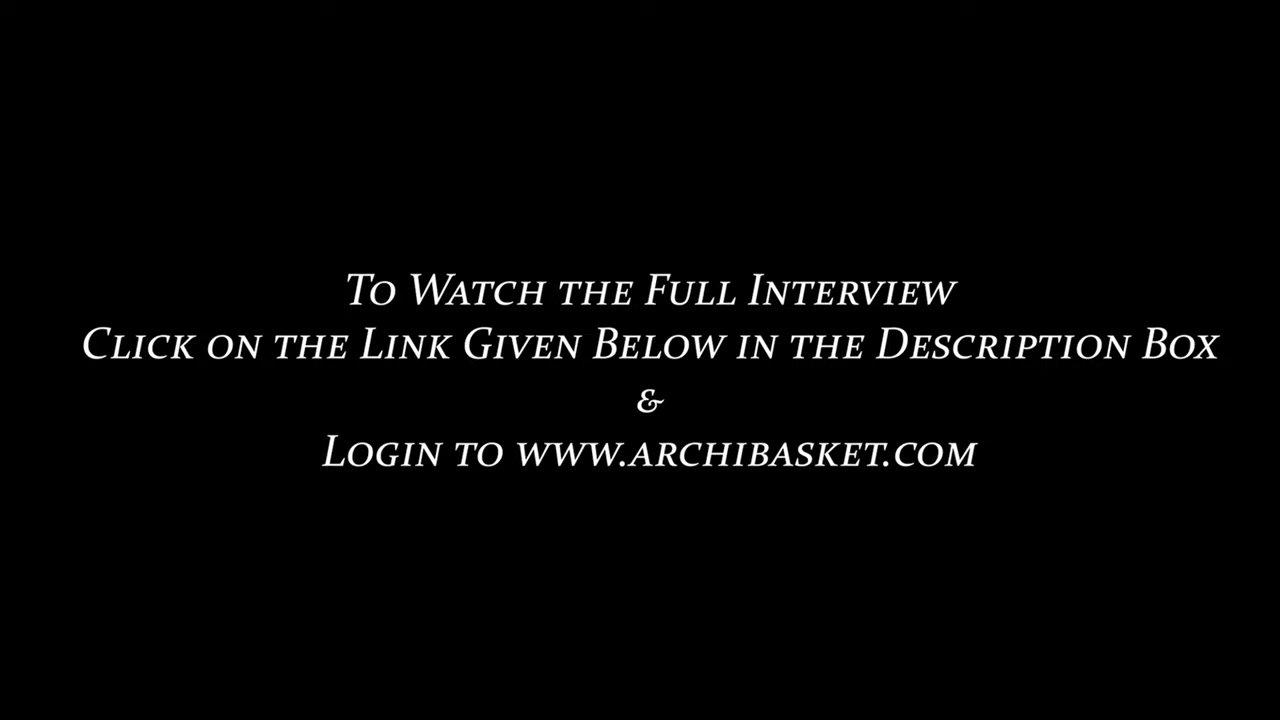 To Watch the Full Interview
Click on the Link Given Below in the Description Box
&
Login to www.archibasket.com